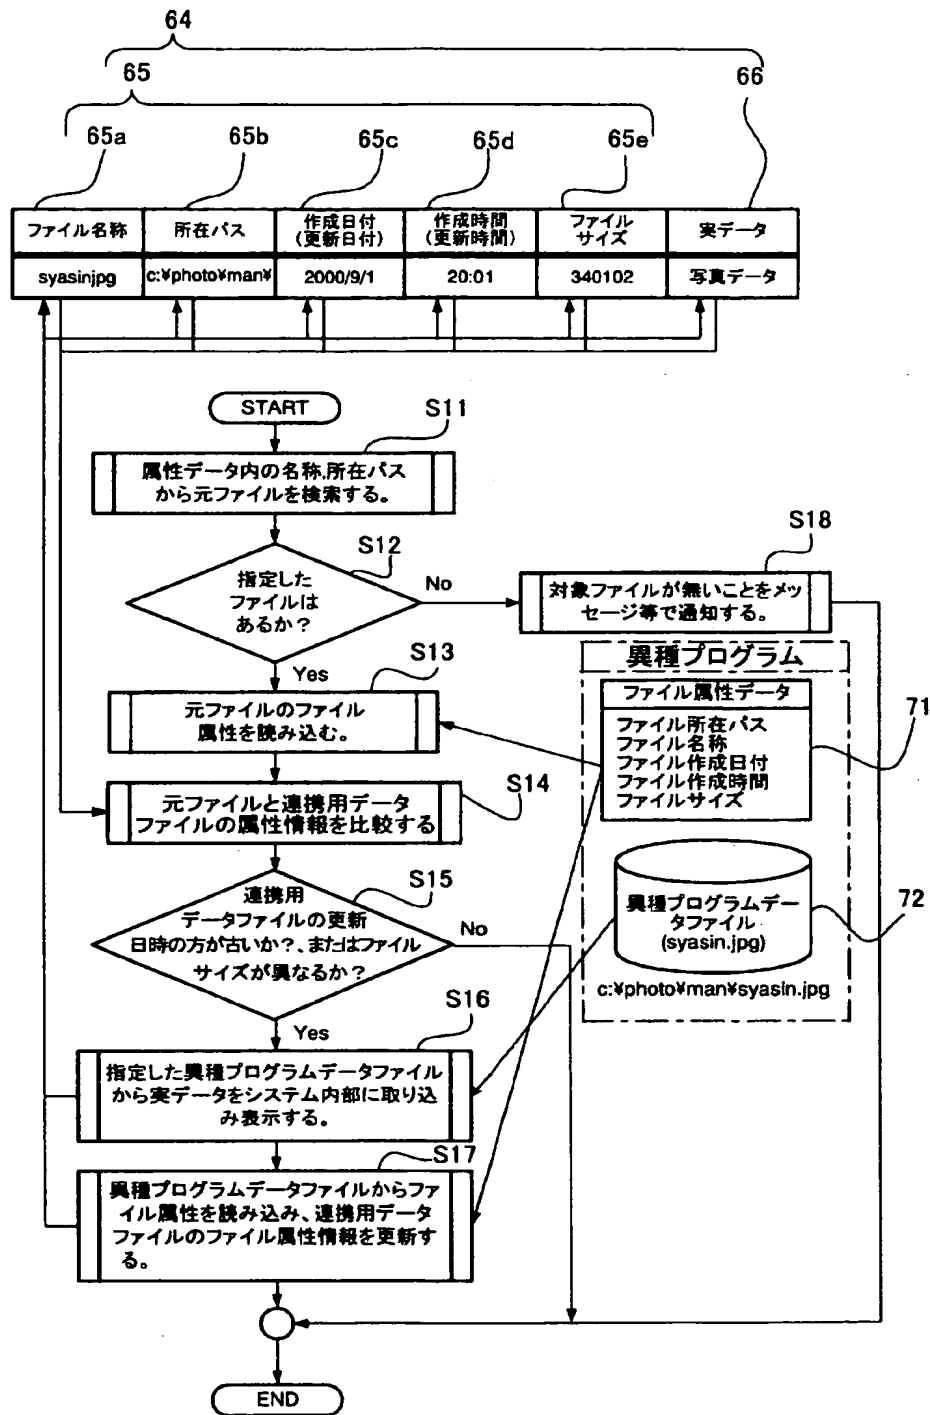 64
65
66
65a
65b
65c
65d
65e
ファイル名称
所在パス
作成日付
(更新日付)
作成時間
(更新時間)
ファイル
サイズ
実データ
syasinjpg
c:¥photo¥man¥
2000/9/1
20:01
340102
写真データ
START
S11
属性データ内の名称,所在パス
から元ファイルを検索する。
S12
指定した
ファイルは
あるか?
No
Yes
S18
対象ファイルが無いことをメッ
セージ等で通知する。
S13
元ファイルのファイル
属性を読み込む。
異種プログラム
ファイル属性データ
71
ファイル所在パス
ファイル名称
ファイル作成日付
ファイル作成時間
ファイルサイズ
S14
元ファイルと連携用データ
ファイルの属性情報を比較する
S15
連携用
データファイルの更新
日時の方が古いか?、またはファイル
サイズが異なるか?
No
Yes
72
異種プログラムデー
タファイル
(syasin.jpg)
c:¥photo¥man¥syasin.jpg
S16
指定した異種プログラムデータファイル
から実データをシステム内部に取り込
み表示する。
S17
異種プログラムデータファイルからファ
イル属性を読み込み、連携用データ
ファイルのファイル属性情報を更新す
る。
END